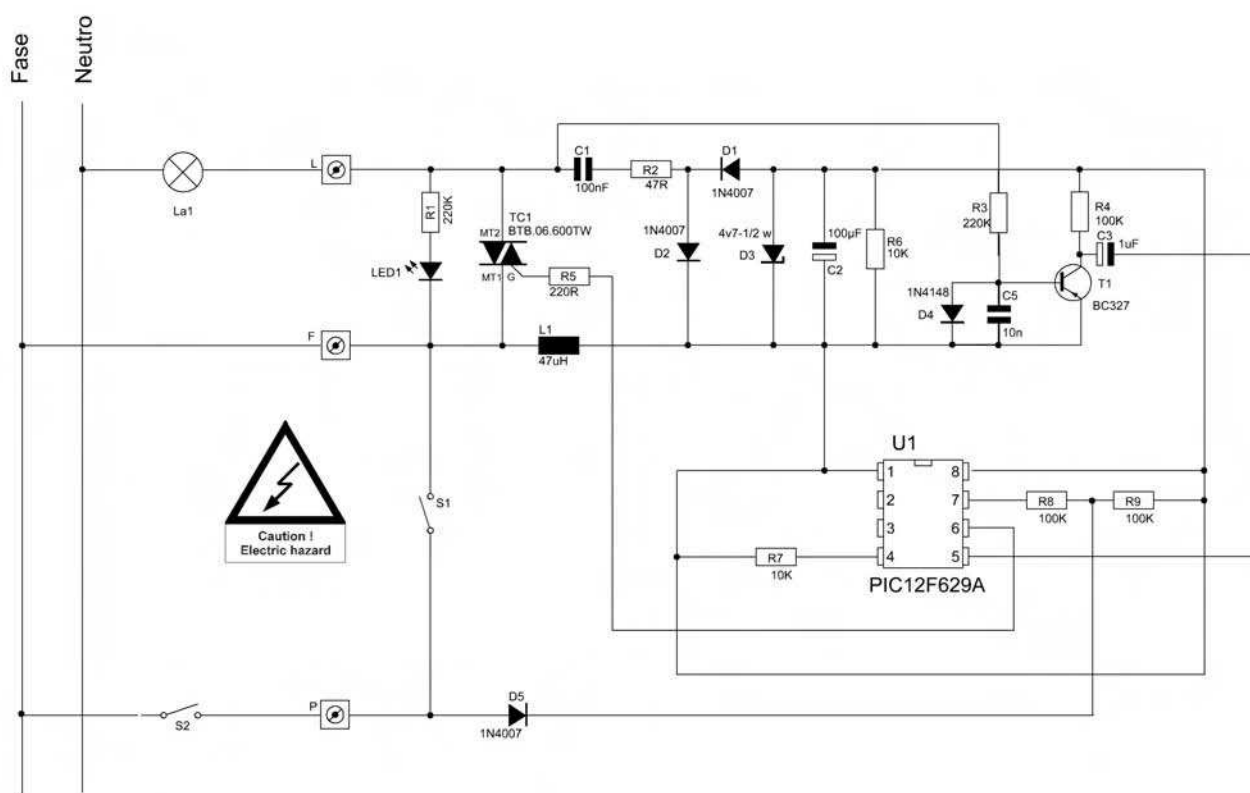 Fase
Neutro
La1
L
C1
100nF
R2
47R
D1
1N4007
R1
220K
TC1
BTB.06.600TW
MT2
MT1
G
LED1
R5
220R
1N4007
D2
4v7-1/2 w
D3
100µF
C2
R6
10K
R3
220K
R4
100K
C3
1uF
T1
BC327
1N4148
D4
C5
10n
F
L1
47uH
Caution !
Electric hazard
S1
U1
1
2
3
4
8
7
6
5
PIC12F629A
R7
10K
R8
100K
R9
100K
S2
P
D5
1N4007